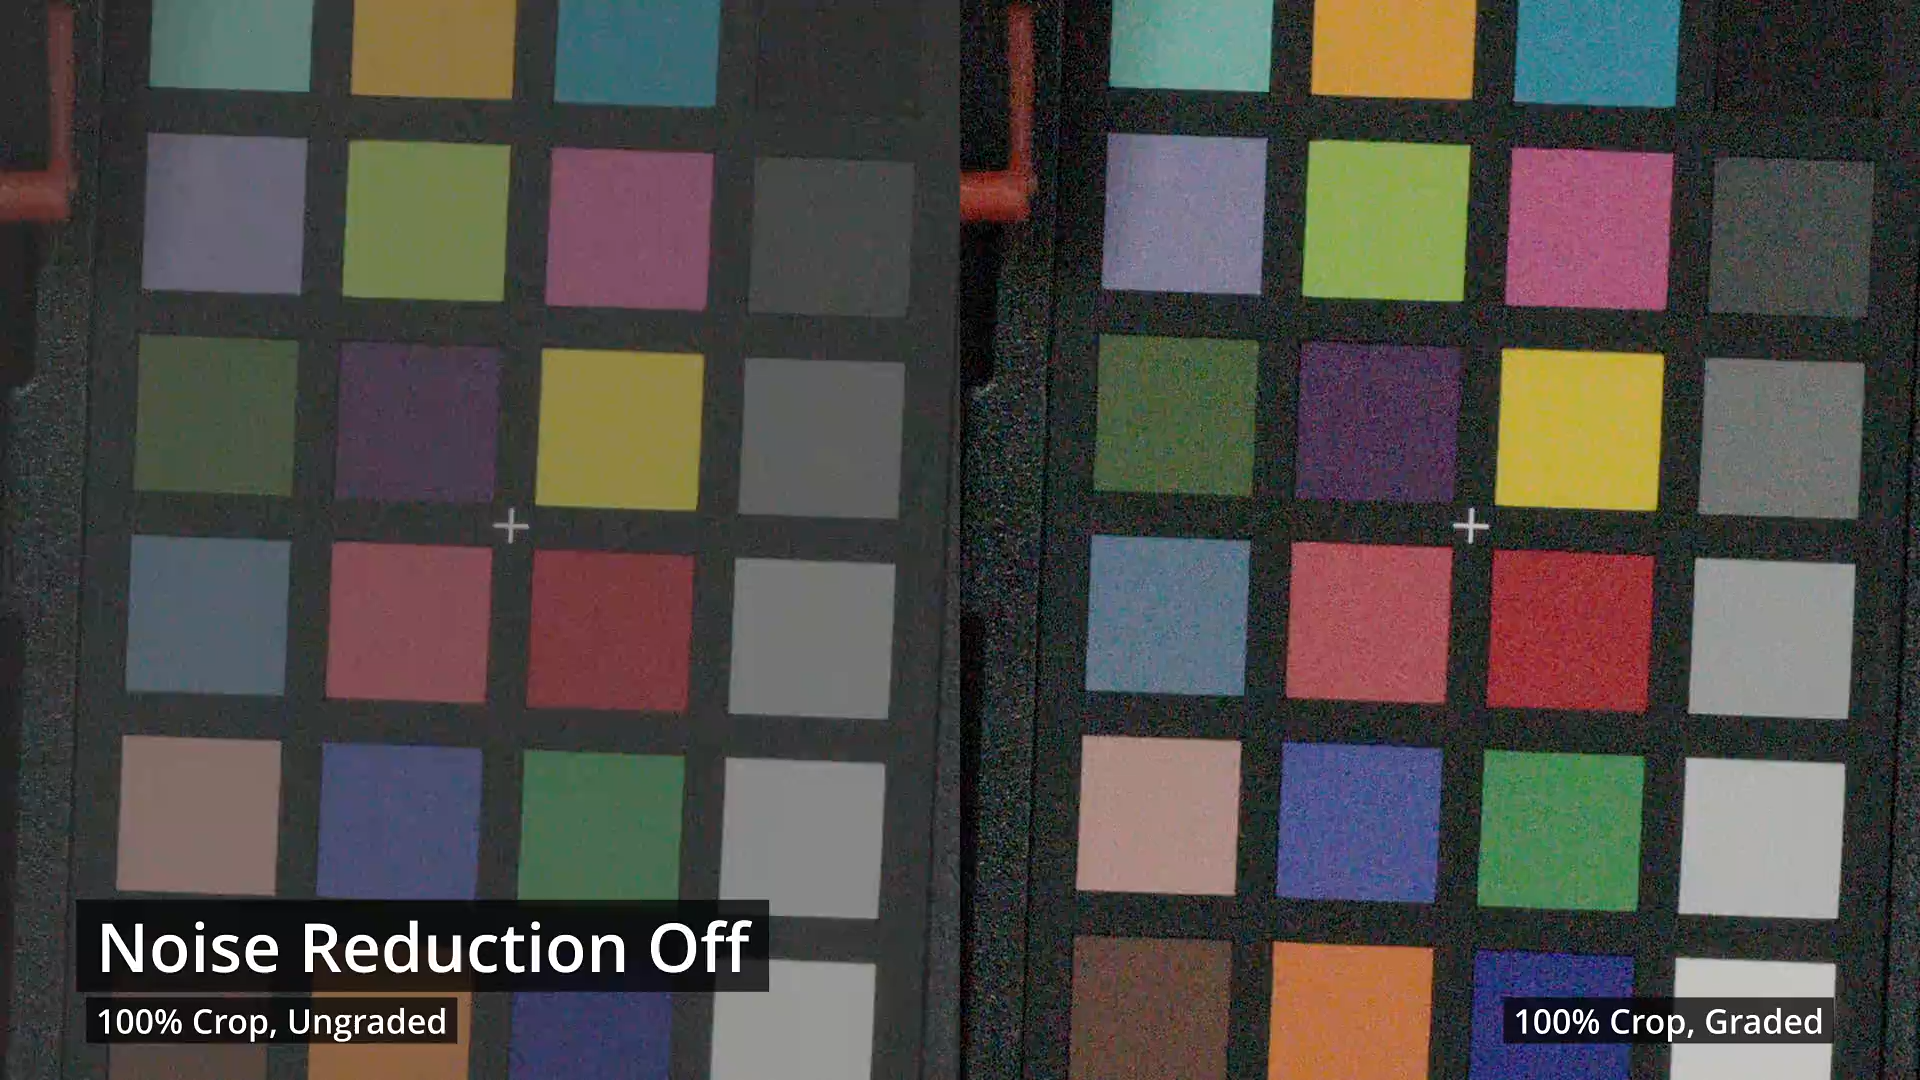 Noise Reduction Off
100% Crop, Ungraded
100% Crop, Graded